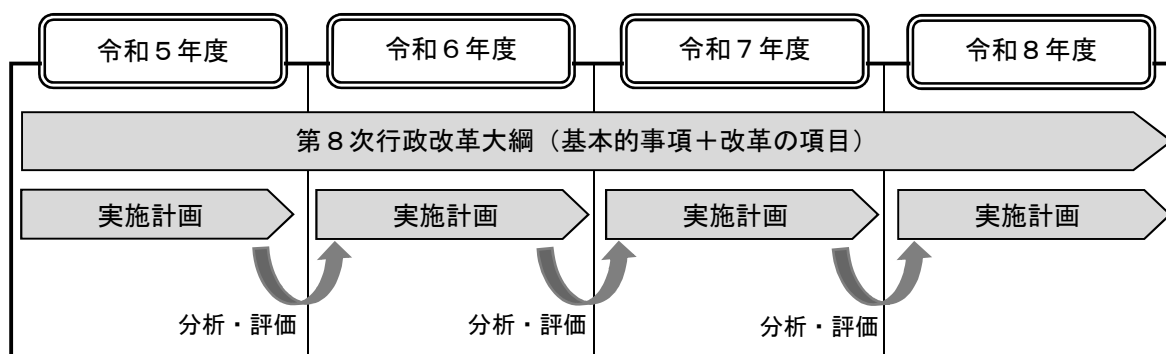 令和５年度
令和６年度
令和７年度
令和８年度
第８次行政改革大綱（基本的事項＋改革の項目）
実施計画
実施計画
実施計画
実施計画
分析・評価
分析・評価
分析・評価